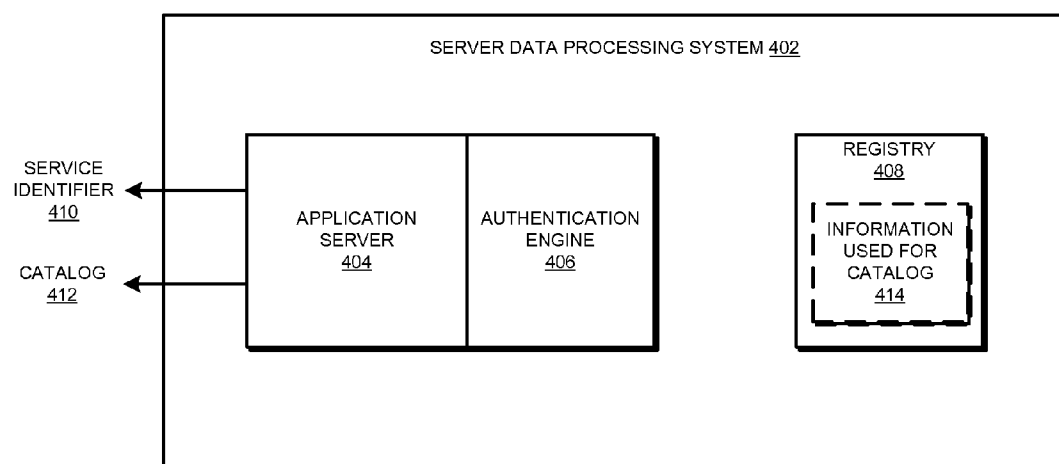 SERVER DATA PROCESSING SYSTEM 402
SERVICE
IDENTIFIER
410
CATALOG
412
APPLICATION
SERVER
404
AUTHENTICATION
ENGINE
406
REGISTRY
408
INFORMATION
USED FOR
CATALOG
414